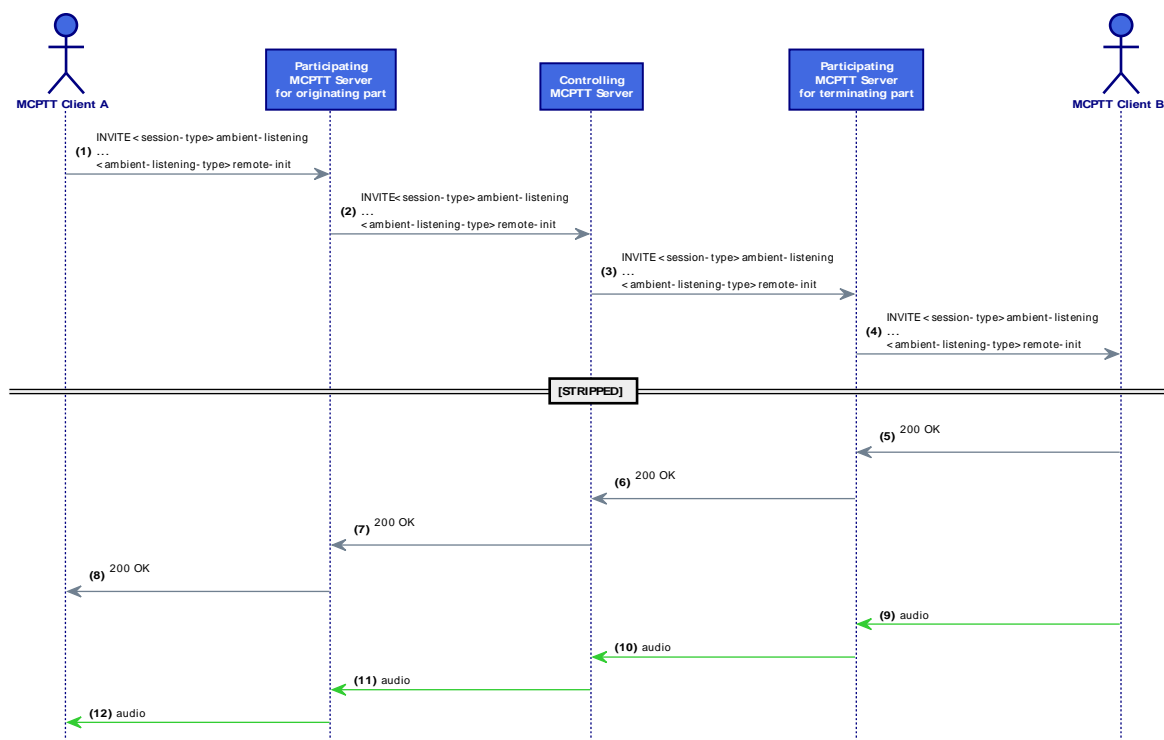 MCPTT Client A
Participating
MCPTT Server
for originating part
Controlling
MCPTT Server
Participating
MCPTT Server
for terminating part
MCPTT Client B
INVITE <session-type>ambient-listening
(1) ...
<ambient-listening-type>remote-init
INVITE<session-type>ambient-listening
(2) ...
<ambient-listening-type>remote-init
INVITE <session-type>ambient-listening
(3) ...
<ambient-listening-type>remote-init
INVITE <session-type>ambient-listening
(4) ...
<ambient-listening-type>remote-init
[STRIPPED]
(5) 200 OK
(6) 200 OK
(7) 200 OK
(8) 200 OK
(9) audio
(10) audio
(11) audio
(12) audio